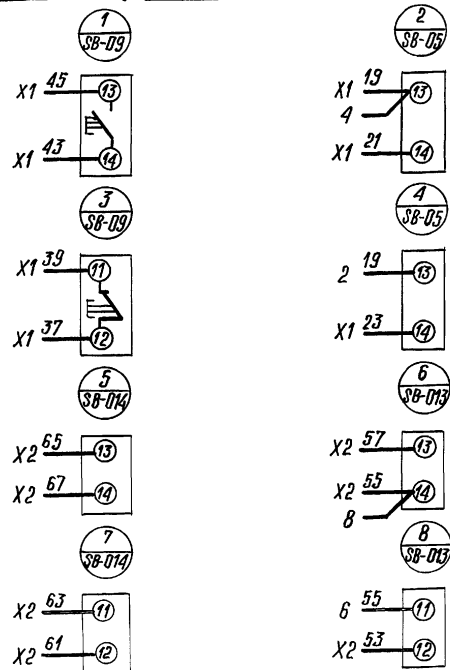 1
SB-09
X1 45 13
X1 43 14
2
SB-05
X1 19 13
4
X1 21 14
3
SB-09
X1 39 11
X1 37 12
4
SB-05
2 19 13
X1 23 14
5
SB-014
X2 65 13
X2 67 14
6
SB-013
X2 57 13
X2 55 14
8
7
SB-014
X2 63 11
X2 61 12
8
SB-013
6 55 11
X2 53 12